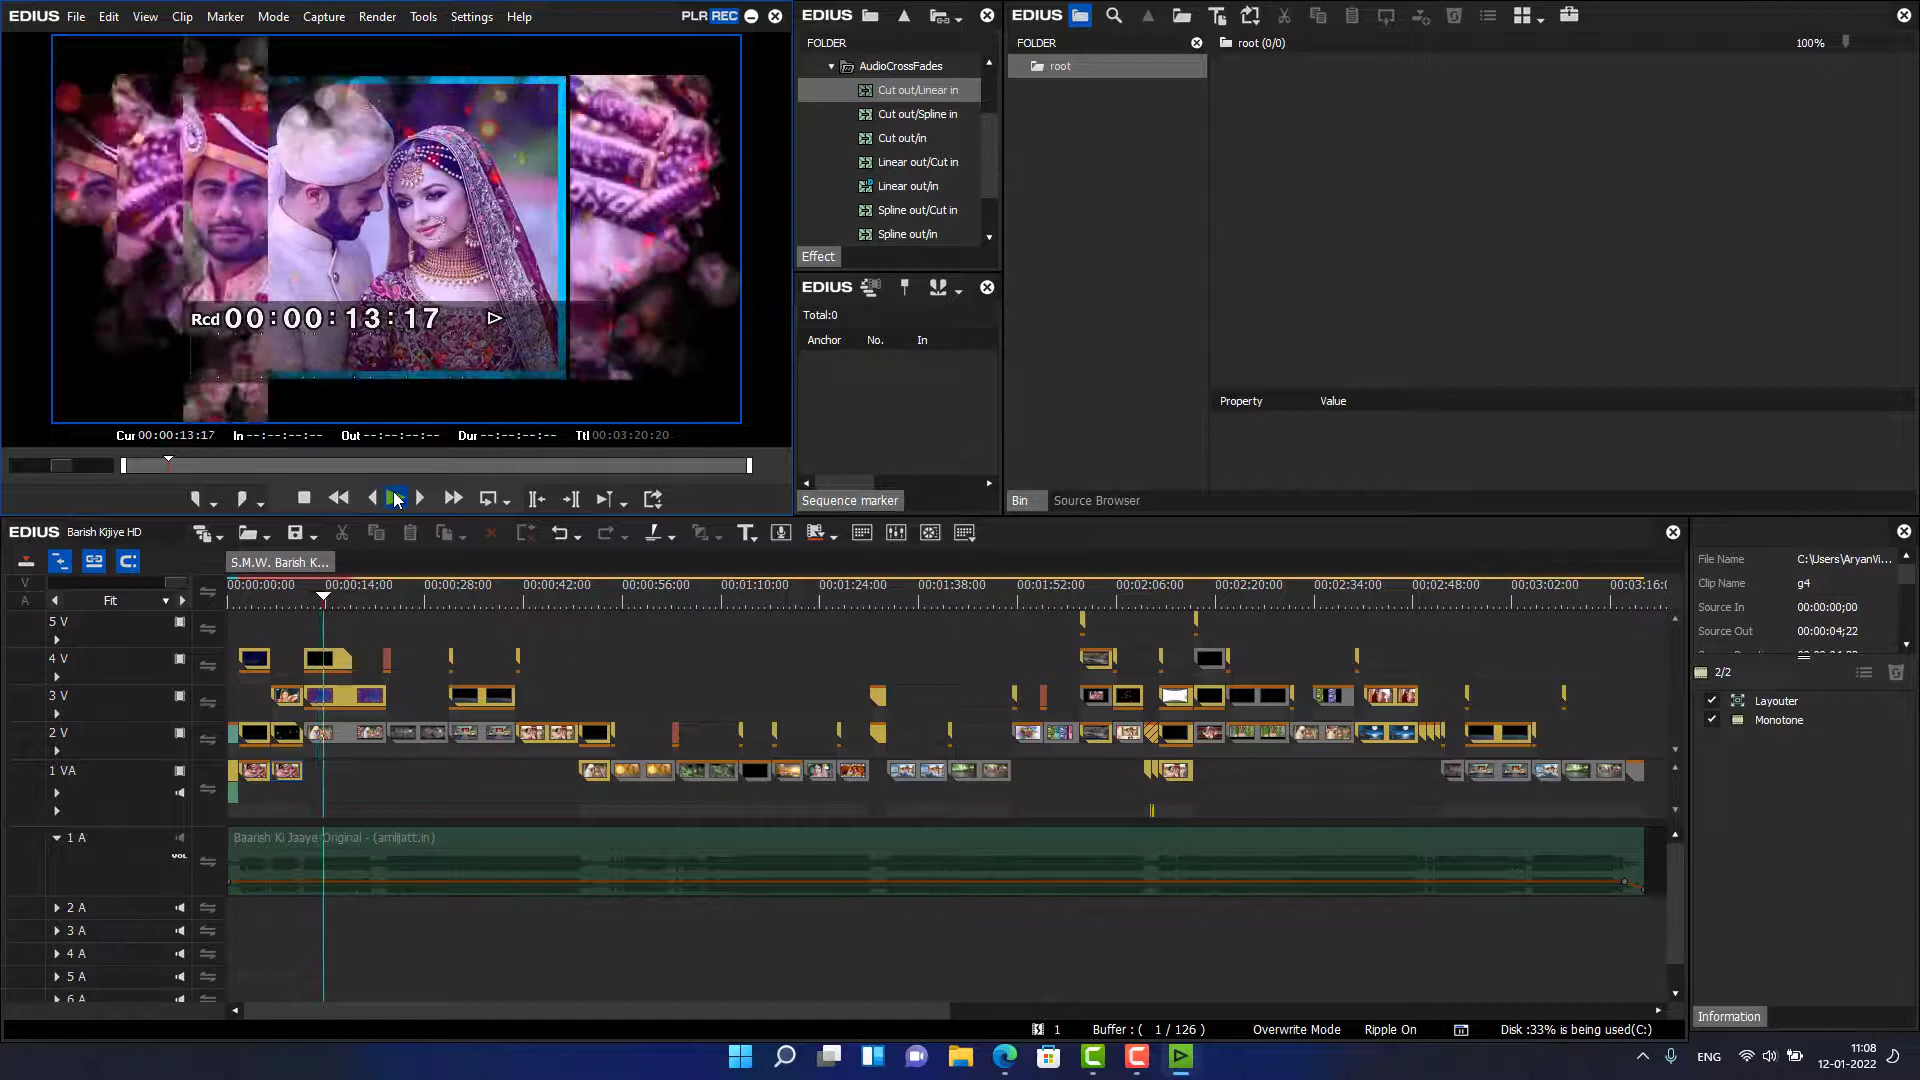 EDIUS File Edit View Clip Marker Mode Capture Render Tools Settings Help PLR REC
Rcd 00:00:13:17
Cur 00:00:13:17 In --:--:--:-- Out --:--:--:-- Dur --:--:--:-- Ttl 00:03:20:20
EDIUS
FOLDER
AudioCrossFades
Cut out/Linear in
Cut out/Spline in
Cut out/in
Linear out/Cut in
Linear out/in
Spline out/Cut in
Spline out/in
Effect
EDIUS
Total:0
Anchor No. In
Sequence marker
EDIUS
FOLDER
root
root (0/0) 100%
Property Value
Bin Source Browser
EDIUS Barish Kijiye HD
S.M.W. Barish K...
V
A
Fit
00:00:00:00 00:00:14:00 00:00:28:00 00:00:42:00 00:00:56:00 00:01:10:00 00:01:24:00 00:01:38:00 00:01:52:00 00:02:06:00 00:02:20:00 00:02:34:00 00:02:48:00 00:03:02:00 00:03:16:0
5 V
4 V
3 V
2 V
1 VA
1 A
VOL
Baarish Ki Jaaye Original - (amlijatt.in)
2 A
3 A
4 A
5 A
6 A
1 Buffer : ( 1 / 126 ) Overwrite Mode Ripple On Disk :33% is being used(C:)
File Name C:\Users\AryanVi...
Clip Name g4
Source In 00:00:00;00
Source Out 00:00:04;22
2/2
Layouter
Monotone
Information
ENG
11:08
12-01-2022